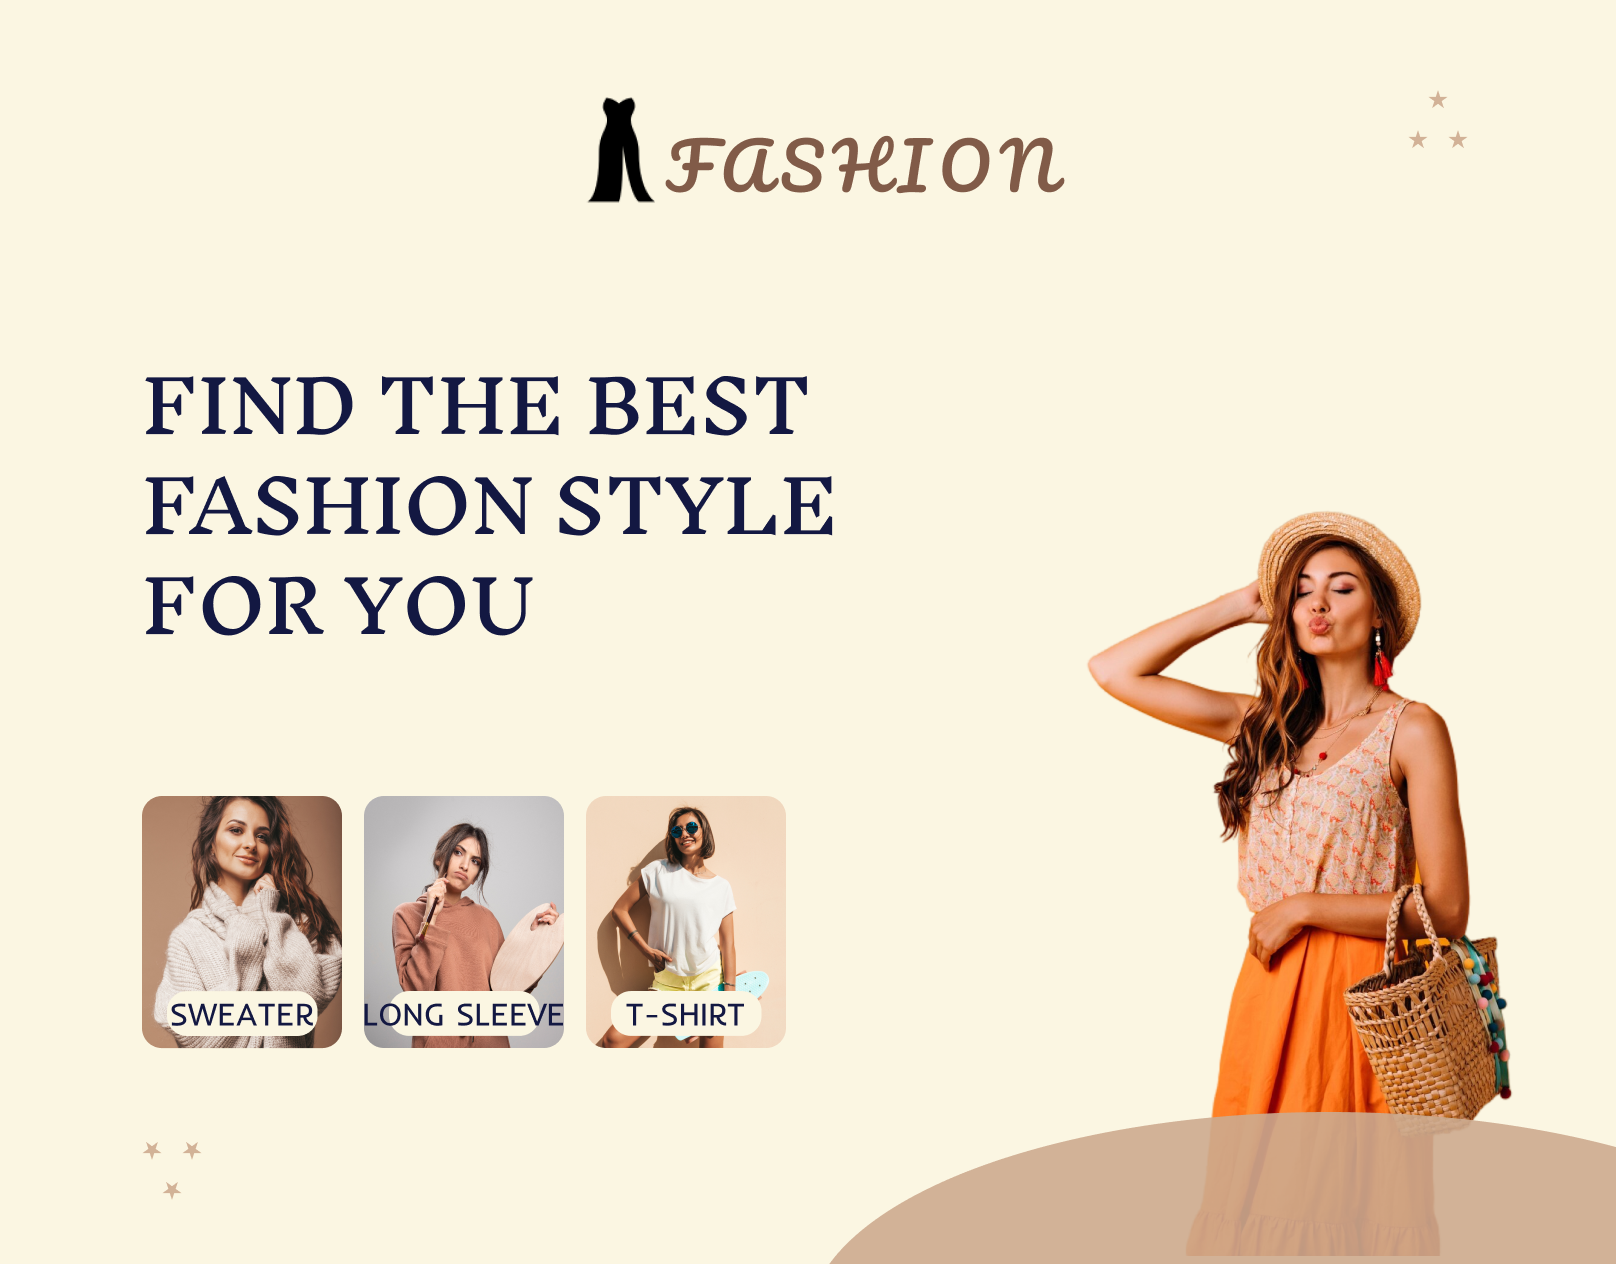 FASHION
FIND THE BEST
FASHION STYLE
FOR YOU
SWEATER
LONG SLEEVE
T-SHIRT